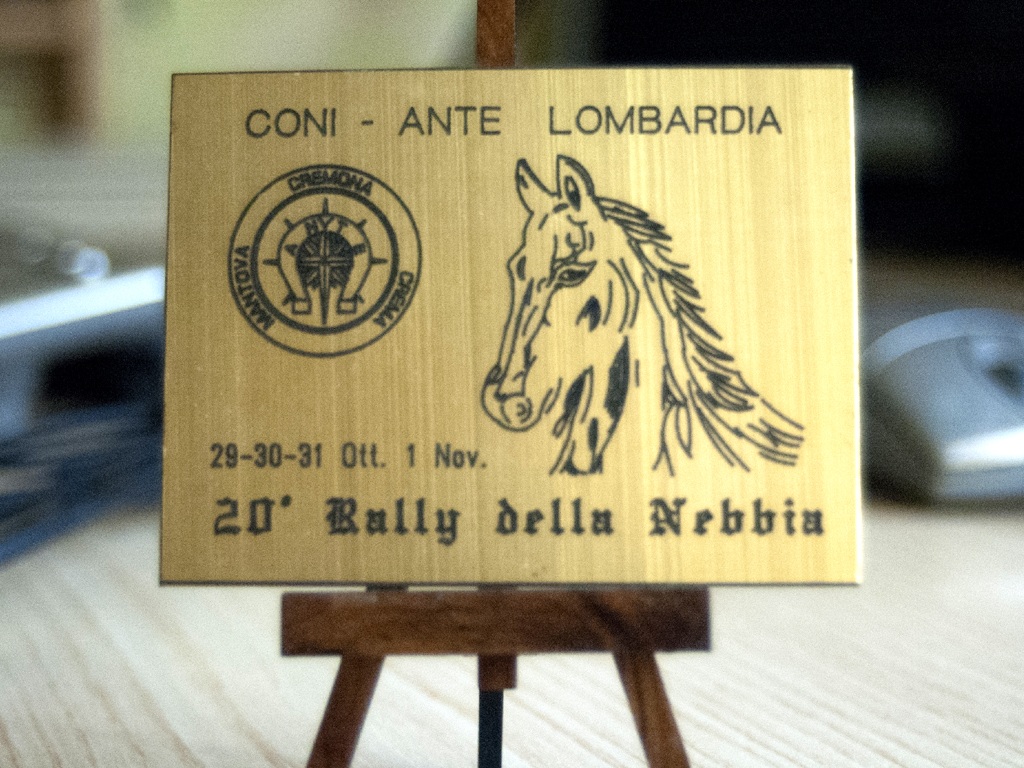 CONI - ANTE LOMBARDIA
CREMONA
MANTOVA
CREMA
29-30-31 Ott. 1 Nov.
20° Rally della Nebbia